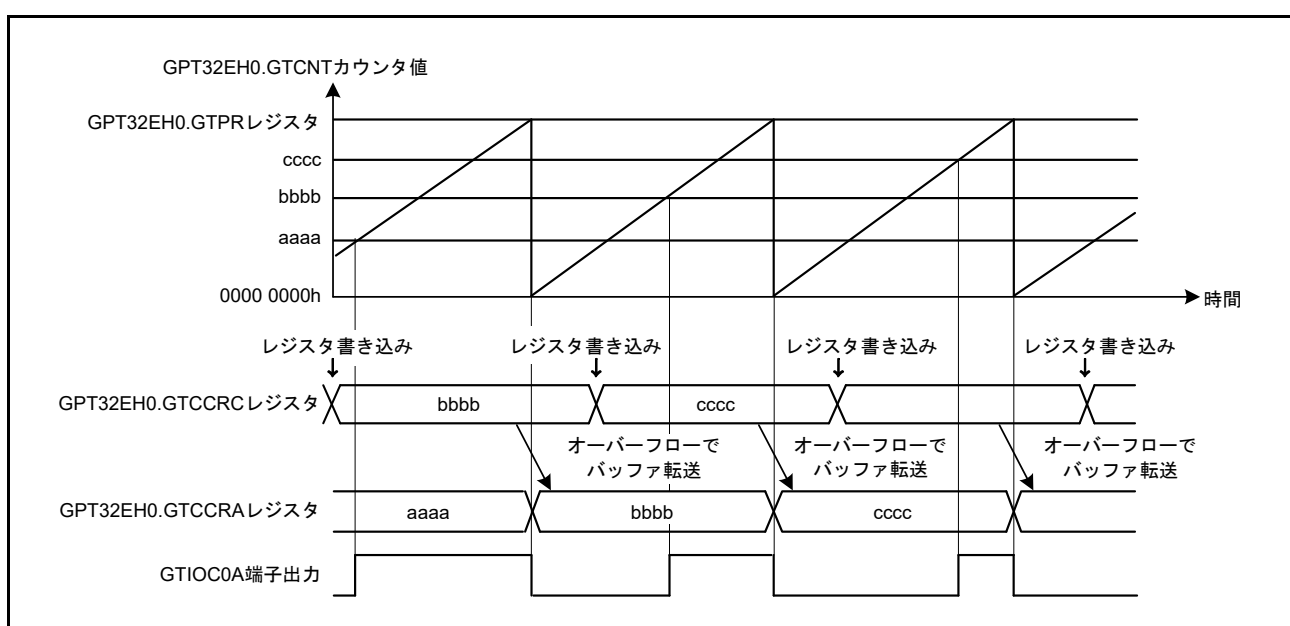 GPT32EH0.GTCNTカウンタ値
GPT32EH0.GTPRレジスタ
cccc
bbbb
aaaa
0000 0000h
時間
レジスタ書き込み
レジスタ書き込み
レジスタ書き込み
レジスタ書き込み
GPT32EH0.GTCCRCレジスタ
bbbb
cccc
オーバーフローで
バッファ転送
オーバーフローで
バッファ転送
オーバーフローで
バッファ転送
GPT32EH0.GTCCRAレジスタ
aaaa
bbbb
cccc
GTIOC0A端子出力